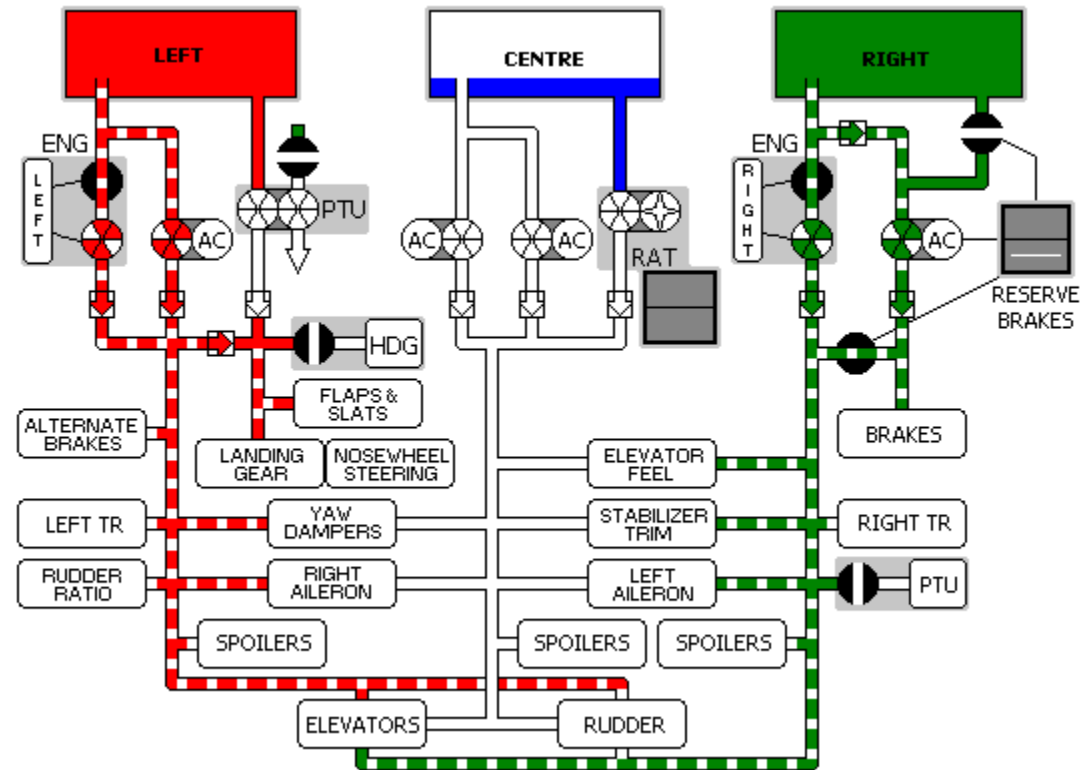 LEFT
CENTRE
RIGHT
ENG
LEFT
AC
PTU
AC
AC
RAT
ENG
RIGHT
AC
RESERVE
BRAKES
HDG
FLAPS &
SLATS
ALTERNATE
BRAKES
LANDING
GEAR
NOSEWHEEL
STEERING
ELEVATOR
FEEL
BRAKES
LEFT TR
YAW
DAMPERS
STABILIZER
TRIM
RIGHT TR
RUDDER
RATIO
RIGHT
AILERON
LEFT
AILERON
PTU
SPOILERS
SPOILERS
SPOILERS
ELEVATORS
RUDDER